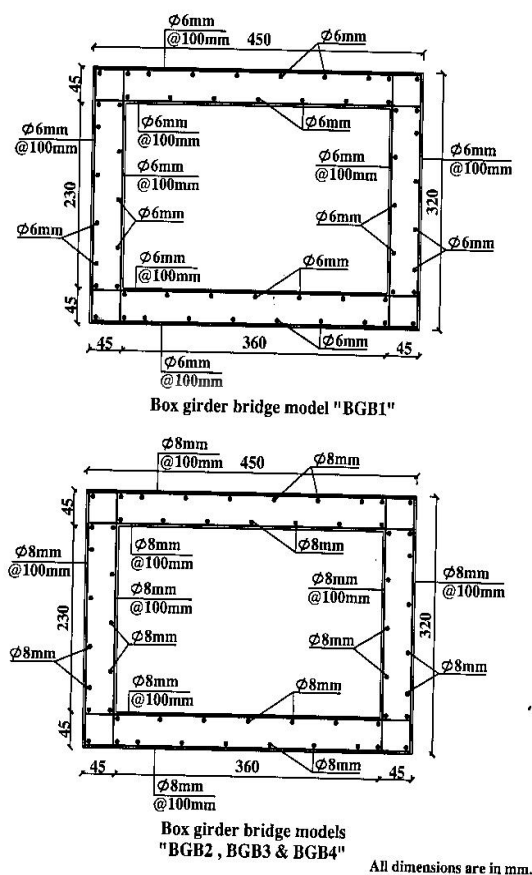 Φ6mm
@100mm
Φ6mm
450
45
Φ6mm
@100mm
Φ6mm
@100mm
Φ6mm
Φ6mm
@100mm
Φ6mm
@100mm
Φ6mm
@100mm
230
320
Φ6mm
Φ6mm
Φ6mm
Φ6mm
Φ6mm
@100mm
Φ6mm
45
45
360
45
Φ6mm
Φ6mm
@100mm
Box girder bridge model "BGB1"
Φ8mm
@100mm
Φ8mm
450
45
Φ8mm
@100mm
Φ8mm
@100mm
Φ8mm
Φ8mm
@100mm
Φ8mm
@100mm
Φ8mm
@100mm
230
320
Φ8mm
Φ8mm
Φ8mm
Φ8mm
Φ8mm
@100mm
Φ8mm
45
45
360
45
Φ8mm
Φ8mm
@100mm
Box girder bridge models
"BGB2 , BGB3 & BGB4"
All dimensions are in mm.